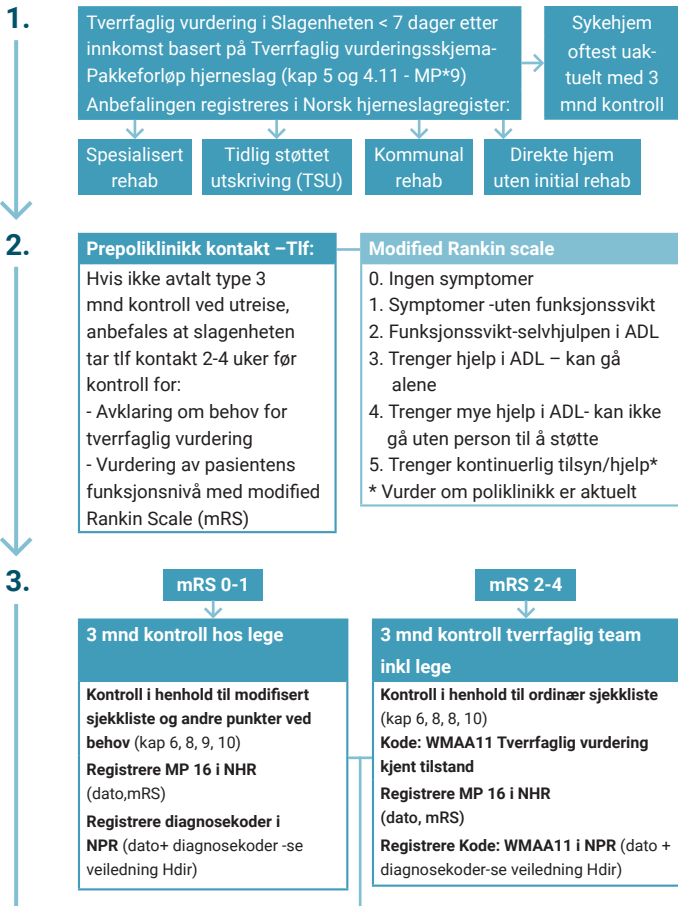 1.
Tverrfaglig vurdering i Slagenheten < 7 dager etter
innkomst basert på Tverrfaglig vurderingsskjema-
Pakkeforløp hjerneslag (kap 5 og 4.11 - MP*9)
Anbefalingen registreres i Norsk hjerneslagregister:
Sykehjem
oftest uak-
tuelt med 3
mnd kontroll
Spesialisert
rehab
Tidlig støttet
utskriving (TSU)
Kommunal
rehab
Direkte hjem
uten initial rehab
2.
Prepoliklinikk kontakt –Tlf:
Hvis ikke avtalt type 3
mnd kontroll ved utreise,
anbefales at slagenheten
tar tlf kontakt 2-4 uker før
kontroll for:
- Avklaring om behov for
tverrfaglig vurdering
- Vurdering av pasientens
funksjonsnivå med modified
Rankin Scale (mRS)
Modified Rankin scale
0. Ingen symptomer
1. Symptomer -uten funksjonssvikt
2. Funksjonssvikt-selvhjulpen i ADL
3. Trenger hjelp i ADL – kan gå
alene
4. Trenger mye hjelp i ADL- kan ikke
gå uten person til å støtte
5. Trenger kontinuerlig tilsyn/hjelp*
* Vurder om poliklinikk er aktuelt
3.
mRS 0-1
3 mnd kontroll hos lege
Kontroll i henhold til modifisert
sjekkliste og andre punkter ved
behov (kap 6, 8, 9, 10)
Registrere MP 16 i NHR
(dato,mRS)
Registrere diagnosekoder i
NPR (dato+ diagnosekoder -se
veiledning Hdir)
mRS 2-4
3 mnd kontroll tverrfaglig team
inkl lege
Kontroll i henhold til ordinær sjekkliste
(kap 6, 8, 8, 10)
Kode: WMAA11 Tverrfaglig vurdering
kjent tilstand
Registrere MP 16 i NHR
(dato, mRS)
Registrere Kode: WMAA11 i NPR (dato +
diagnosekoder-se veiledning Hdir)